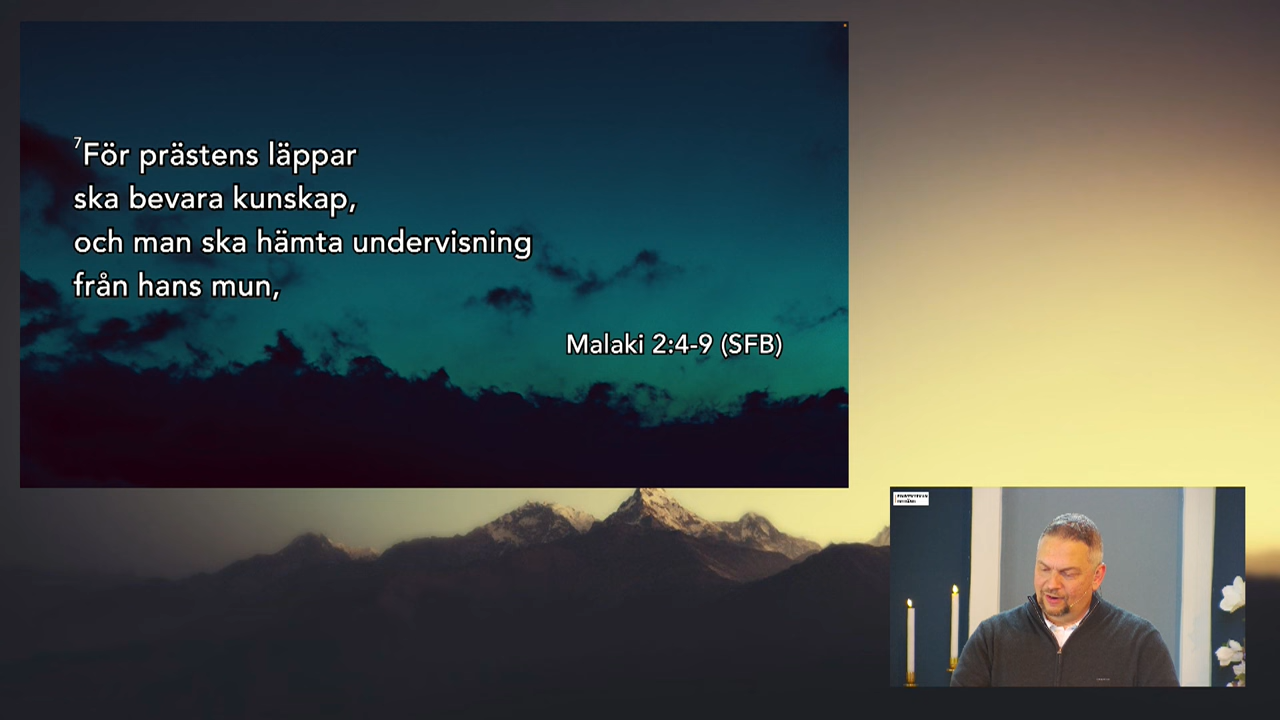 ⁷För prästens läppar
ska bevara kunskap,
och man ska hämta undervisning
från hans mun,
Malaki 2:4-9 (SFB)